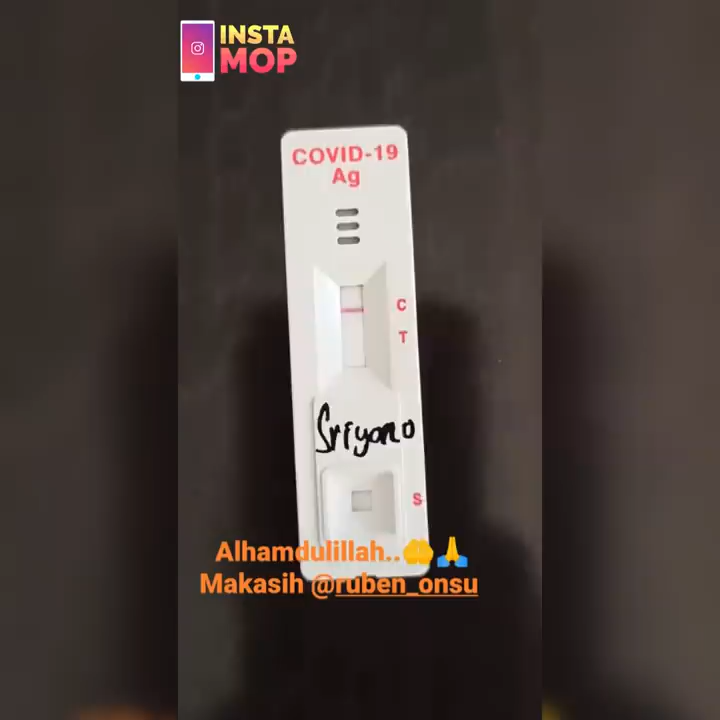 INSTA
MOP
COVID-19
Ag
C
T
Sriyono
S
Alhamdulillah..🤲🙏
Makasih @ruben_onsu